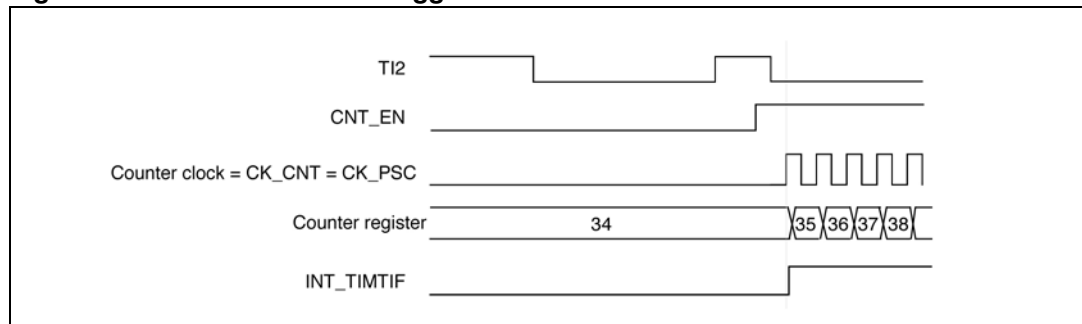 TI2
CNT_EN
Counter clock = CK_CNT = CK_PSC
Counter register 34 35 36 37 38
INT_TIMTIF